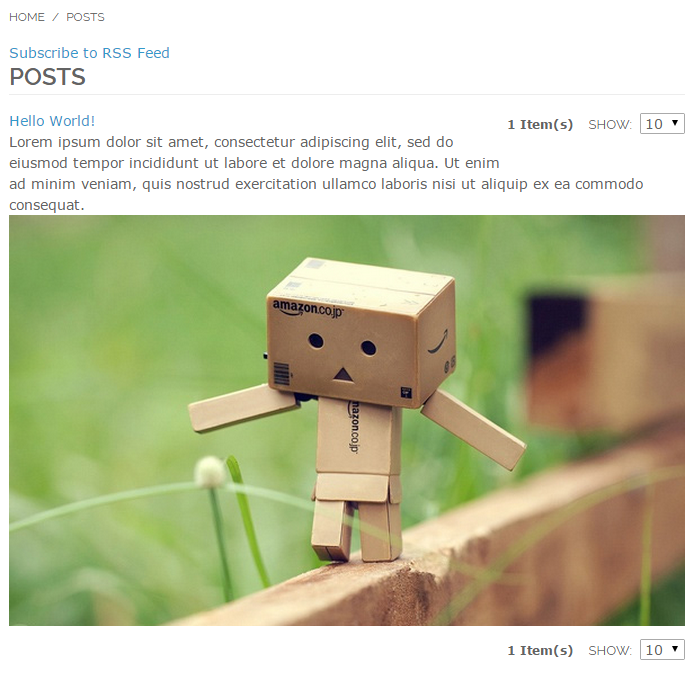 HOME / POSTS
Subscribe to RSS Feed
POSTS
Hello World!
1 Item(s) SHOW: 10
Lorem ipsum dolor sit amet, consectetur adipiscing elit, sed do
eiusmod tempor incididunt ut labore et dolore magna aliqua. Ut enim
ad minim veniam, quis nostrud exercitation ullamco laboris nisi ut aliquip ex ea commodo
consequat.
amazon.co.jp
amazon.co.jp
1 Item(s) SHOW: 10